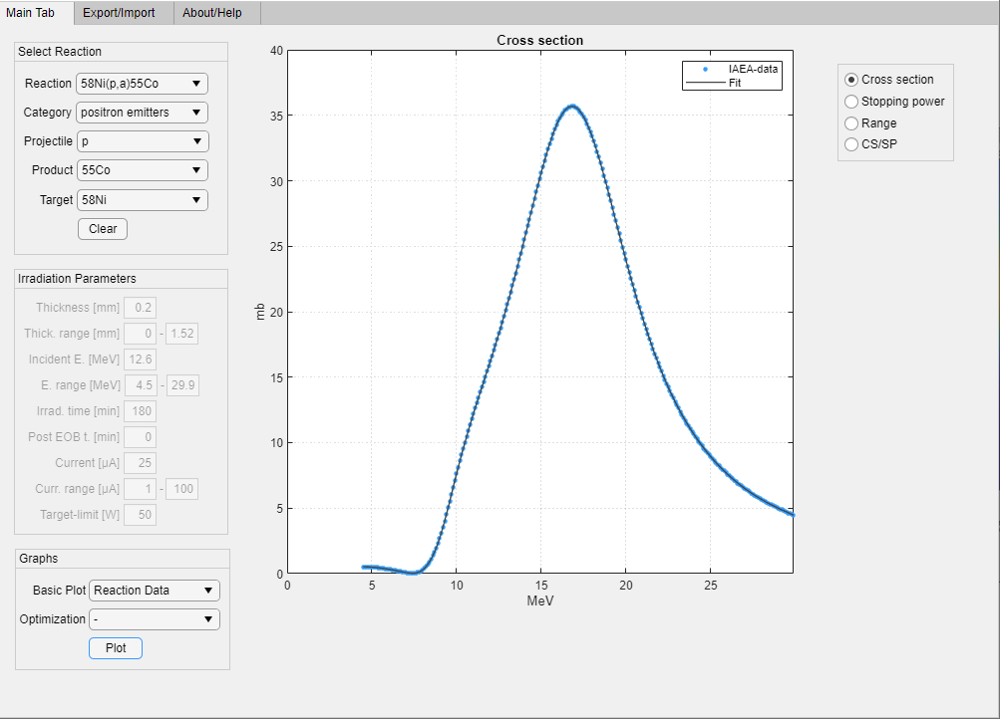 Main Tab Export/Import About/Help
Select Reaction
Reaction 58Ni(p,a)55Co
Category positron emitters
Projectile p
Product 55Co
Target 58Ni
Clear
Irradiation Parameters
Thickness [mm] 0.2
Thick. range [mm] 0 - 1.52
Incident E. [MeV] 12.6
E. range [MeV] 4.5 - 29.9
Irrad. time [min] 180
Post EOB t. [min] 0
Current [µA] 25
Curr. range [µA] 1 - 100
Target-limit [W] 50
Graphs
Basic Plot Reaction Data
Optimization -
Plot
Cross section
40
35
30
25
20
15
10
5
0
mb
0 5 10 15 20 25
MeV
IAEA-data
Fit
Cross section
Stopping power
Range
CS/SP